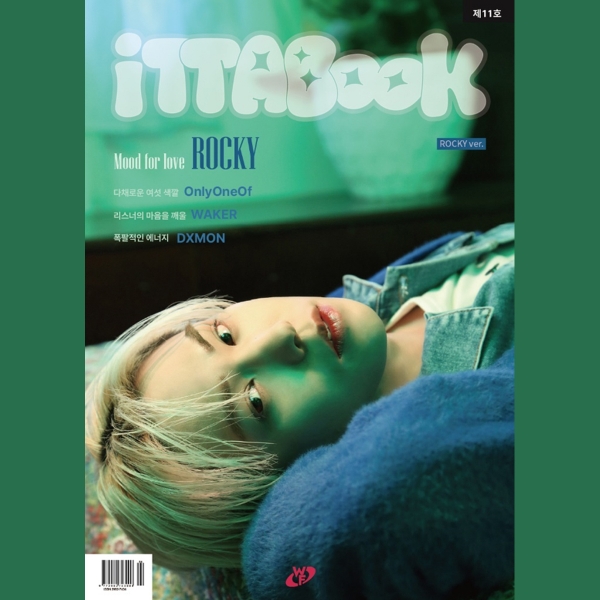 제11호
ITTABOOK
ROCKY ver.
Mood for love ROCKY
다채로운 여섯 색깔 OnlyOneOf
리스너의 마음을 깨울 WAKER
폭팔적인 에너지 DXMON